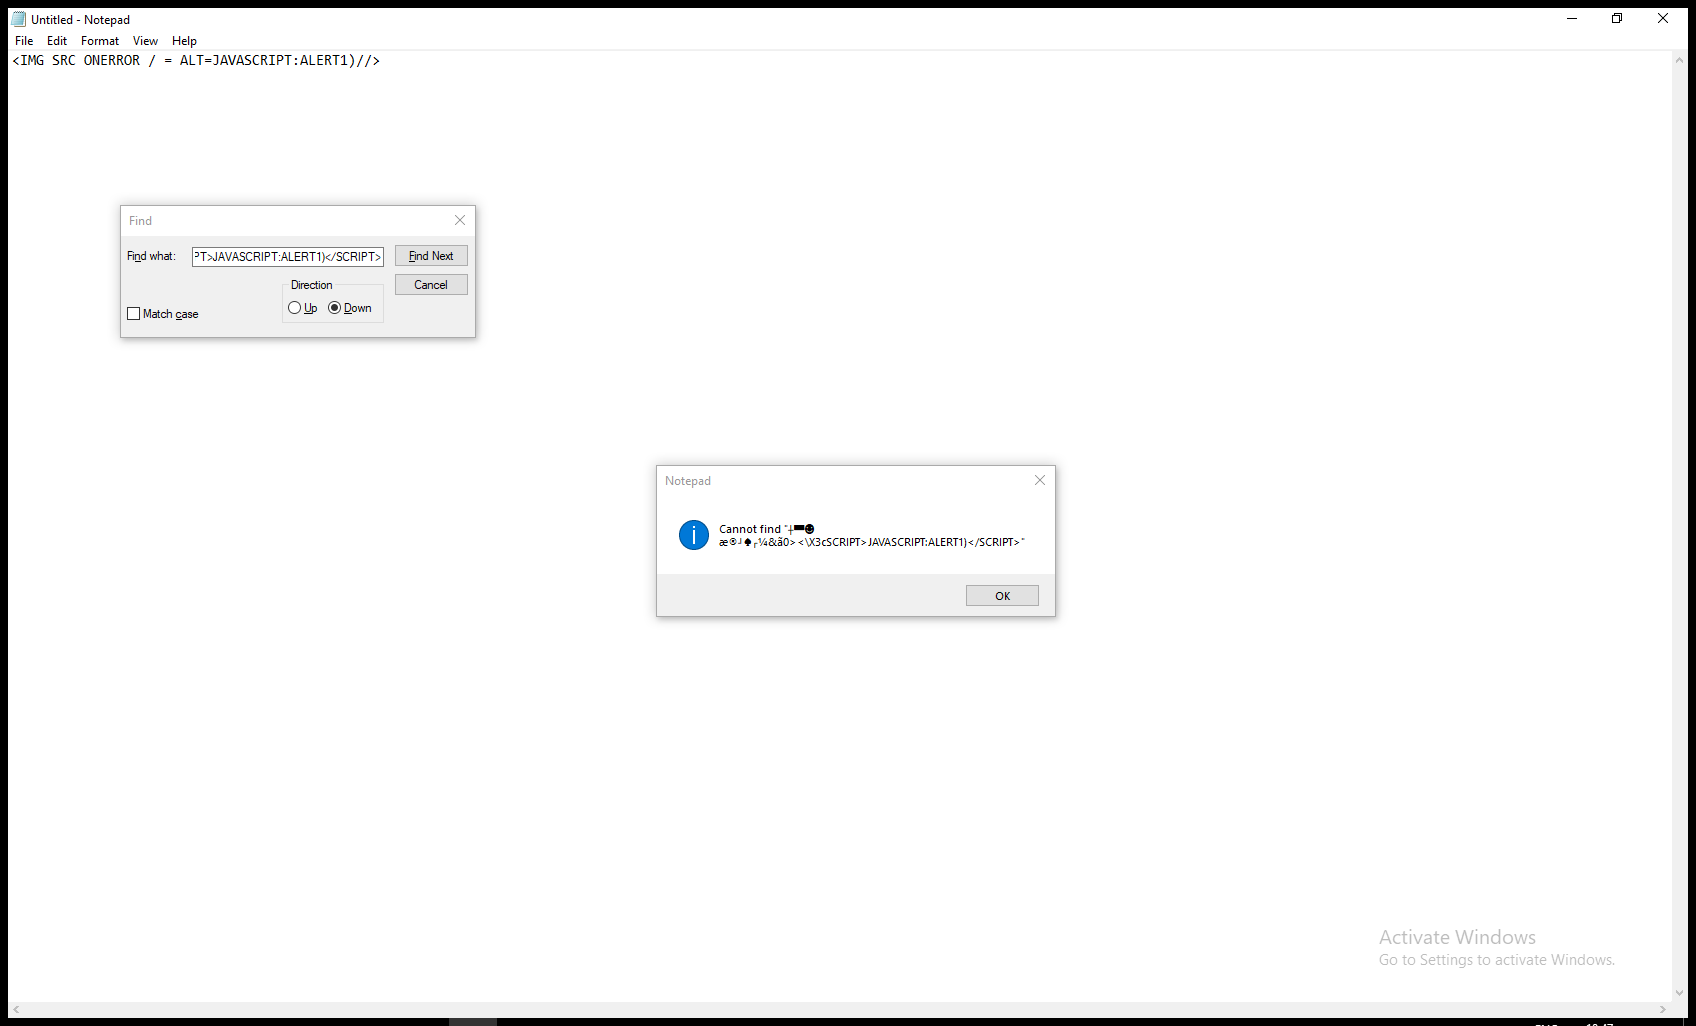 Untitled - Notepad
File Edit Format View Help
<IMG SRC ONERROR / = ALT=JAVASCRIPT:ALERT1)//>
Find
Find what: PT>JAVASCRIPT:ALERT1)</SCRIPT> Find Next
Direction Cancel
Up Down
Match case
Notepad
Cannot find "┼▀☻
æ®┘♠┌¼&ã0><\X3cSCRIPT>JAVASCRIPT:ALERT1)</SCRIPT>"
OK
Activate Windows
Go to Settings to activate Windows.